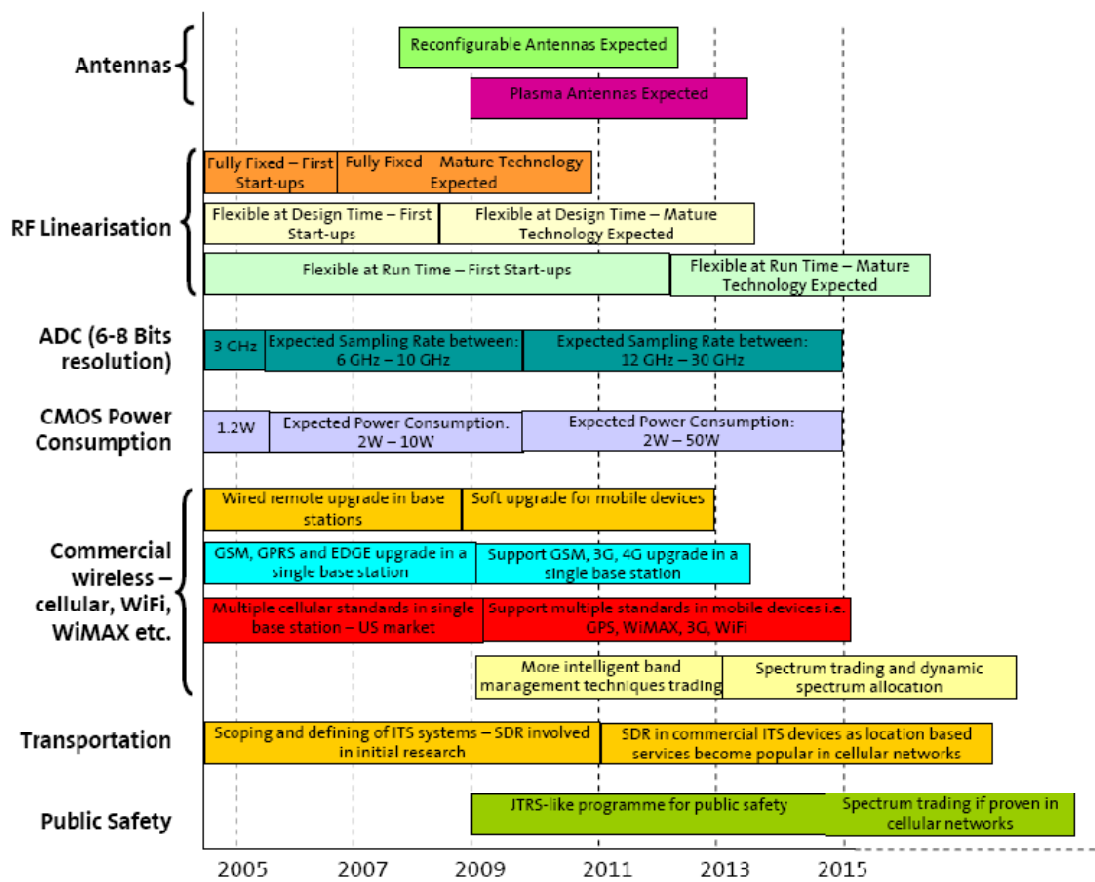 Antennas
Reconfigurable Antennas Expected
Plasma Antennas Expected
RF Linearisation
Fully Fixed – First
Start-ups
Fully Fixed – Mature Technology
Expected
Flexible at Design Time – First
Start-ups
Flexible at Design Time – Mature
Technology Expected
Flexible at Run Time – First Start-ups
Flexible at Run Time – Mature
Technology Expected
ADC (6-8 Bits
resolution)
3 GHz
Expected Sampling Rate between:
6 GHz – 10 GHz
Expected Sampling Rate between:
12 GHz – 30 GHz
CMOS Power
Consumption
1.2W
Expected Power Consumption:
2W – 10W
Expected Power Consumption:
2W – 50W
Commercial
wireless –
cellular, WiFi,
WiMAX etc.
Wired remote upgrade in base
stations
Soft upgrade for mobile devices
GSM, GPRS and EDGE upgrade in a
single base station
Support GSM, 3G, 4G upgrade in a
single base station
Multiple cellular standards in single
base station – US market
Support multiple standards in mobile devices i.e.
GPS, WiMAX, 3G, WiFi
More intelligent band
management techniques trading
Spectrum trading and dynamic
spectrum allocation
Transportation
Scoping and defining of ITS systems – SDR involved
in initial research
SDR in commercial ITS devices as location based
services become popular in cellular networks
Public Safety
JTRS-like programme for public safety
Spectrum trading if proven in
cellular networks
2005
2007
2009
2011
2013
2015